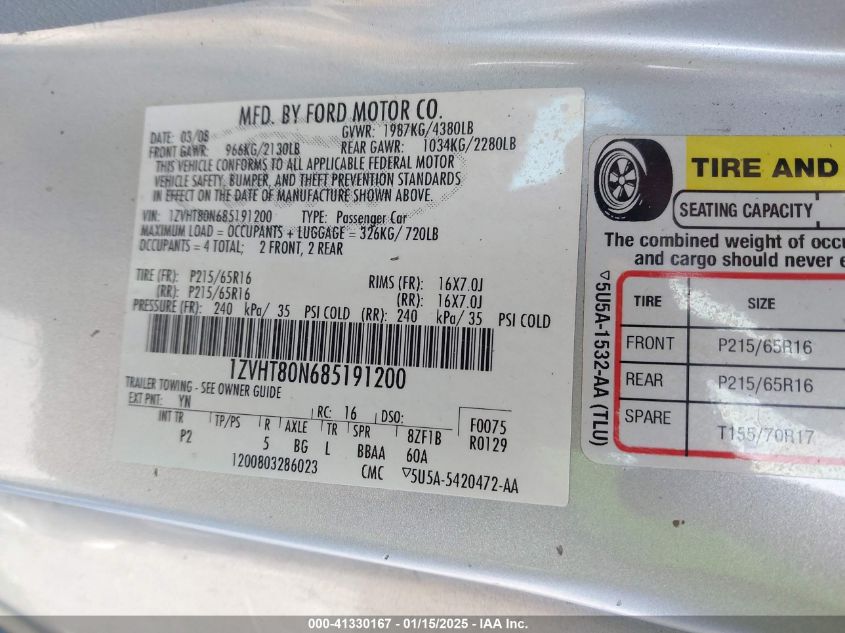 MFD. BY FORD MOTOR CO.
DATE: 03/08 GVWR: 1987KG/4380LB
FRONT GAWR: 966KG/2130LB REAR GAWR: 1034KG/2280LB
THIS VEHICLE CONFORMS TO ALL APPLICABLE FEDERAL MOTOR
VEHICLE SAFETY, BUMPER, AND THEFT PREVENTION STANDARDS
IN EFFECT ON THE DATE OF MANUFACTURE SHOWN ABOVE.
VIN: 1ZVHT80N685191200 TYPE: Passenger Car
MAXIMUM LOAD = OCCUPANTS + LUGGAGE = 326KG/720LB
OCCUPANTS = 4 TOTAL; 2 FRONT, 2 REAR
TIRE (FR): P215/65R16 RIMS (FR): 16X7.0J
(RR): P215/65R16 (RR): 16X7.0J
PRESSURE (FR): 240 kPa/ 35 PSI COLD (RR): 240 kPa/ 35 PSI COLD
1ZVHT80N685191200
TRAILER TOWING - SEE OWNER GUIDE
EXT PNT: YN RC: 16 DSO: F0075
INT TR TP/PS R AXLE TR SPR 8ZF1B R0129
P2 5 BG L BBAA 60A
1200803286023 CMC ▽5U5A-5420472-AA
TIRE AND
SEATING CAPACITY
The combined weight of occu
and cargo should never e
▽5U5A-1532-AA (TLU)
TIRE SIZE
FRONT P215/65R16
REAR P215/65R16
SPARE T155/70R17
000-41330167 - 01/15/2025 - IAA Inc.